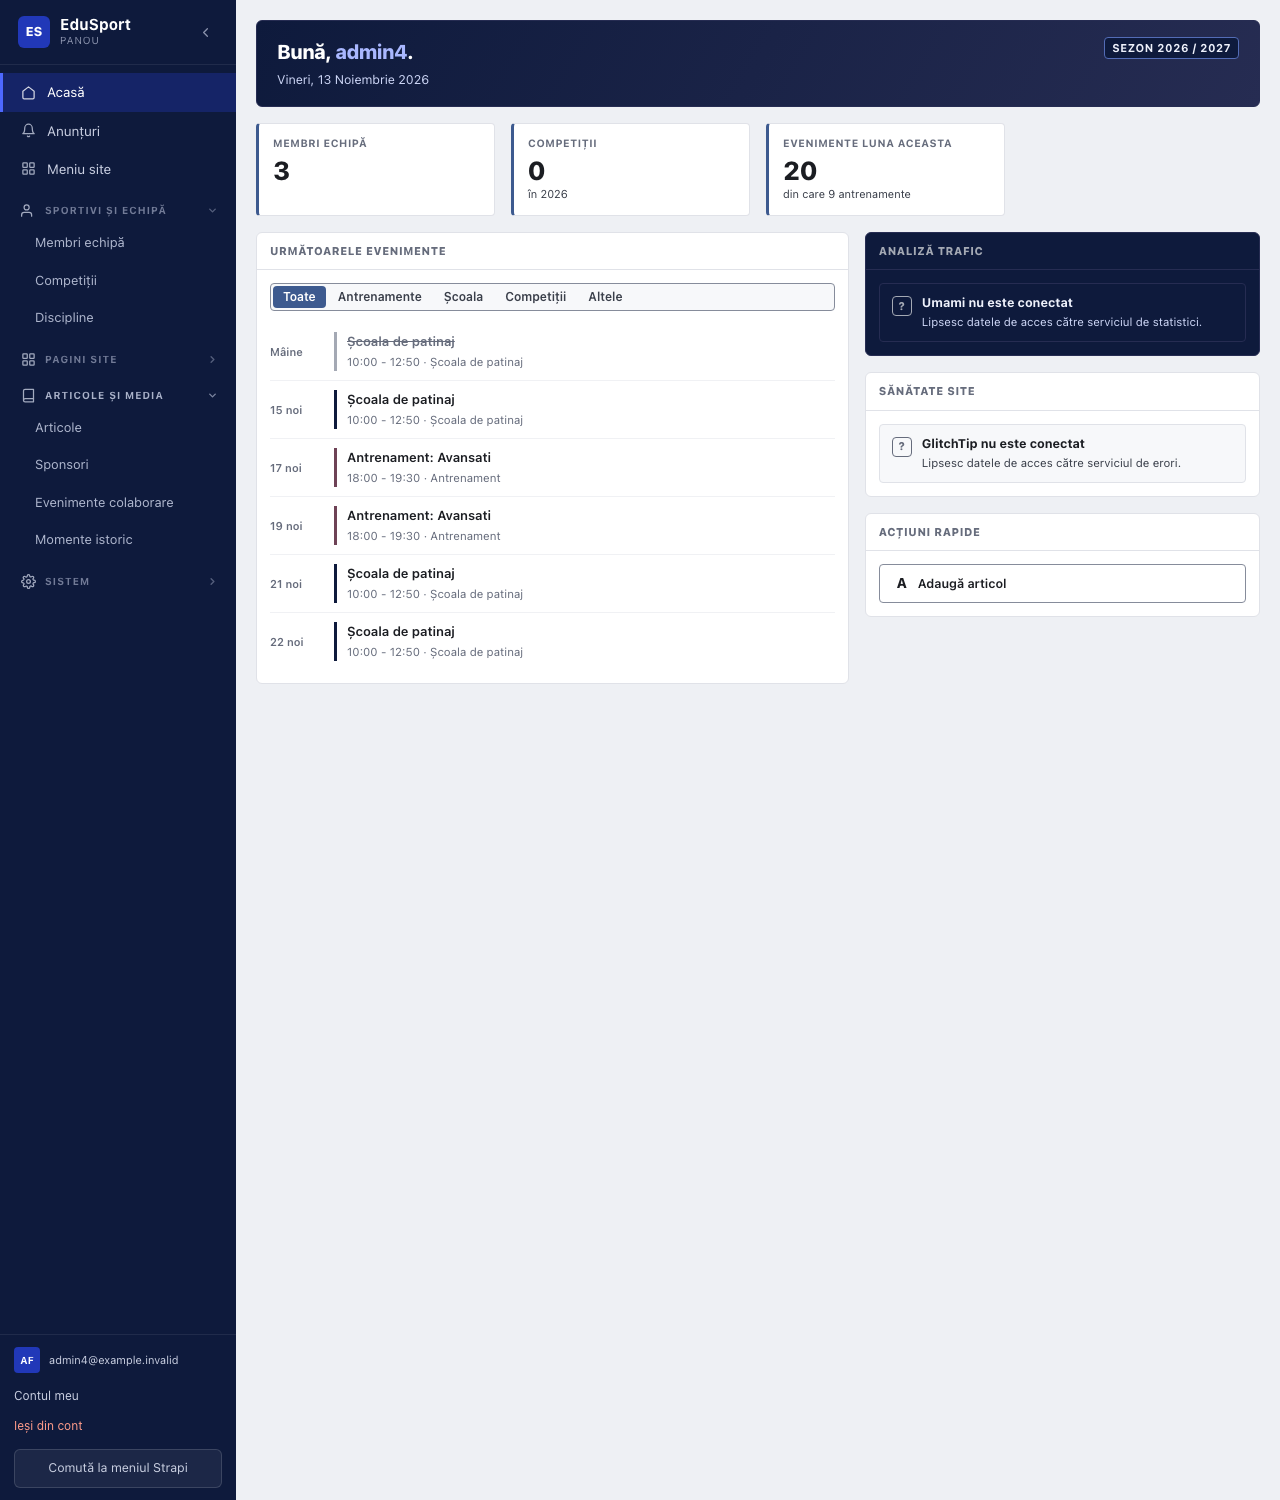 ES
EduSport
PANOU
Acasă
Anunțuri
Meniu site
SPORTIVI ȘI ECHIPĂ
Membri echipă
Competiții
Discipline
PAGINI SITE
ARTICOLE ȘI MEDIA
Articole
Sponsori
Evenimente colaborare
Momente istoric
SISTEM
AF
admin4@example.invalid
Contul meu
Ieși din cont
Comută la meniul Strapi
Bună, admin4.
Vineri, 13 Noiembrie 2026
SEZON 2026 / 2027
MEMBRI ECHIPĂ
3
COMPETIȚII
0
în 2026
EVENIMENTE LUNA ACEASTA
20
din care 9 antrenamente
URMĂTOARELE EVENIMENTE
Toate Antrenamente Școala Competiții Altele
Mâine
Școala de patinaj
10:00 - 12:50 · Școala de patinaj
15 noi
Școala de patinaj
10:00 - 12:50 · Școala de patinaj
17 noi
Antrenament: Avansati
18:00 - 19:30 · Antrenament
19 noi
Antrenament: Avansati
18:00 - 19:30 · Antrenament
21 noi
Școala de patinaj
10:00 - 12:50 · Școala de patinaj
22 noi
Școala de patinaj
10:00 - 12:50 · Școala de patinaj
ANALIZĂ TRAFIC
?
Umami nu este conectat
Lipsesc datele de acces către serviciul de statistici.
SĂNĂTATE SITE
?
GlitchTip nu este conectat
Lipsesc datele de acces către serviciul de erori.
ACȚIUNI RAPIDE
A Adaugă articol